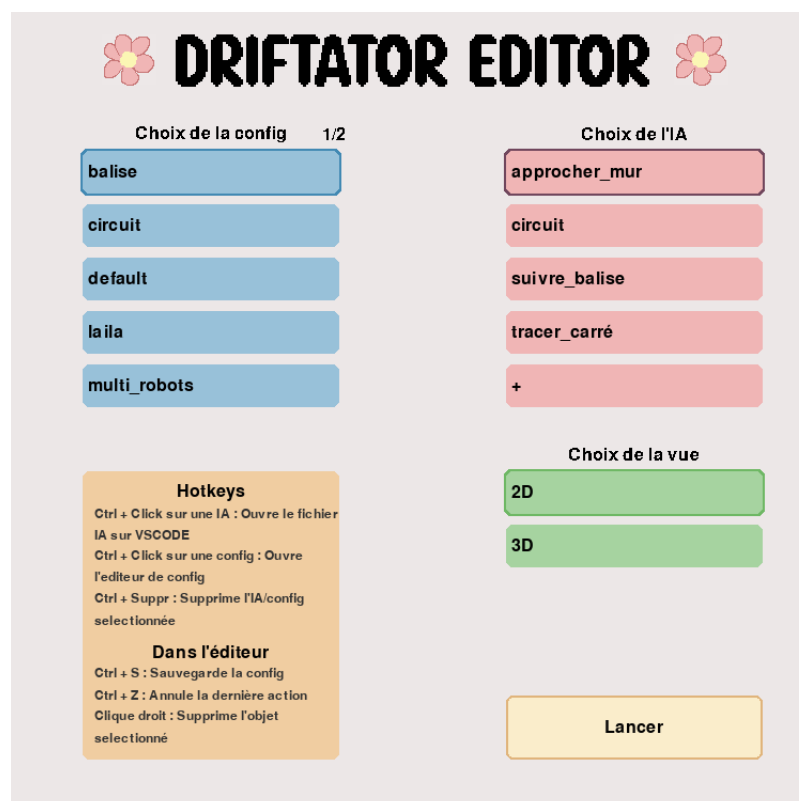 DRIFTATOR EDITOR
Choix de la config 1/2
balise
circuit
default
laila
multi_robots
Choix de l'IA
approcher_mur
circuit
suivre_balise
tracer_carré
+
Choix de la vue
2D
3D
Hotkeys
Ctrl + Click sur une IA : Ouvre le fichier
IA sur VSCODE
Ctrl + Click sur une config : Ouvre
l'editeur de config
Ctrl + Suppr : Supprime l'IA/config
selectionnée
Dans l'éditeur
Ctrl + S : Sauvegarde la config
Ctrl + Z : Annule la dernière action
Clique droit : Supprime l'objet
selectionné
Lancer